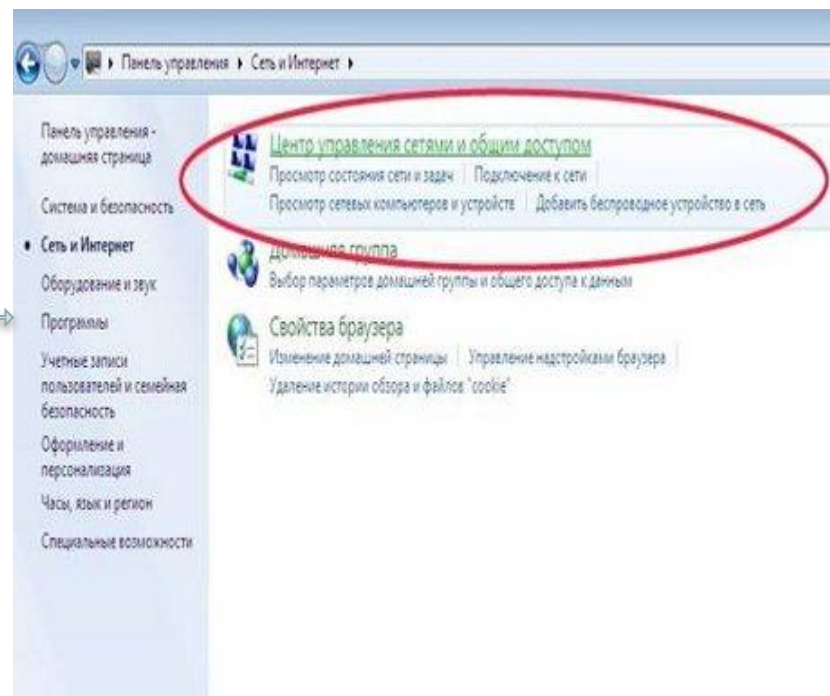 Панель управления ▸ Сеть и Интернет ▸
Панель управления -
домашняя страница
Система и безопасность
Сеть и Интернет
Оборудование и звук
Программы
Учетные записи
пользователей и семейная
безопасность
Оформление и
персонализация
Часы, язык и регион
Специальные возможности
Центр управления сетями и общим доступом
Просмотр состояния сети и задач
Подключение к сети
Просмотр сетевых компьютеров и устройств
Добавить беспроводное устройство в сеть
Домашняя группа
Выбор параметров домашней группы и общего доступа к данным
Свойства браузера
Изменение домашней страницы
Управление надстройками браузера
Удаление истории обзора и файлов "cookie"